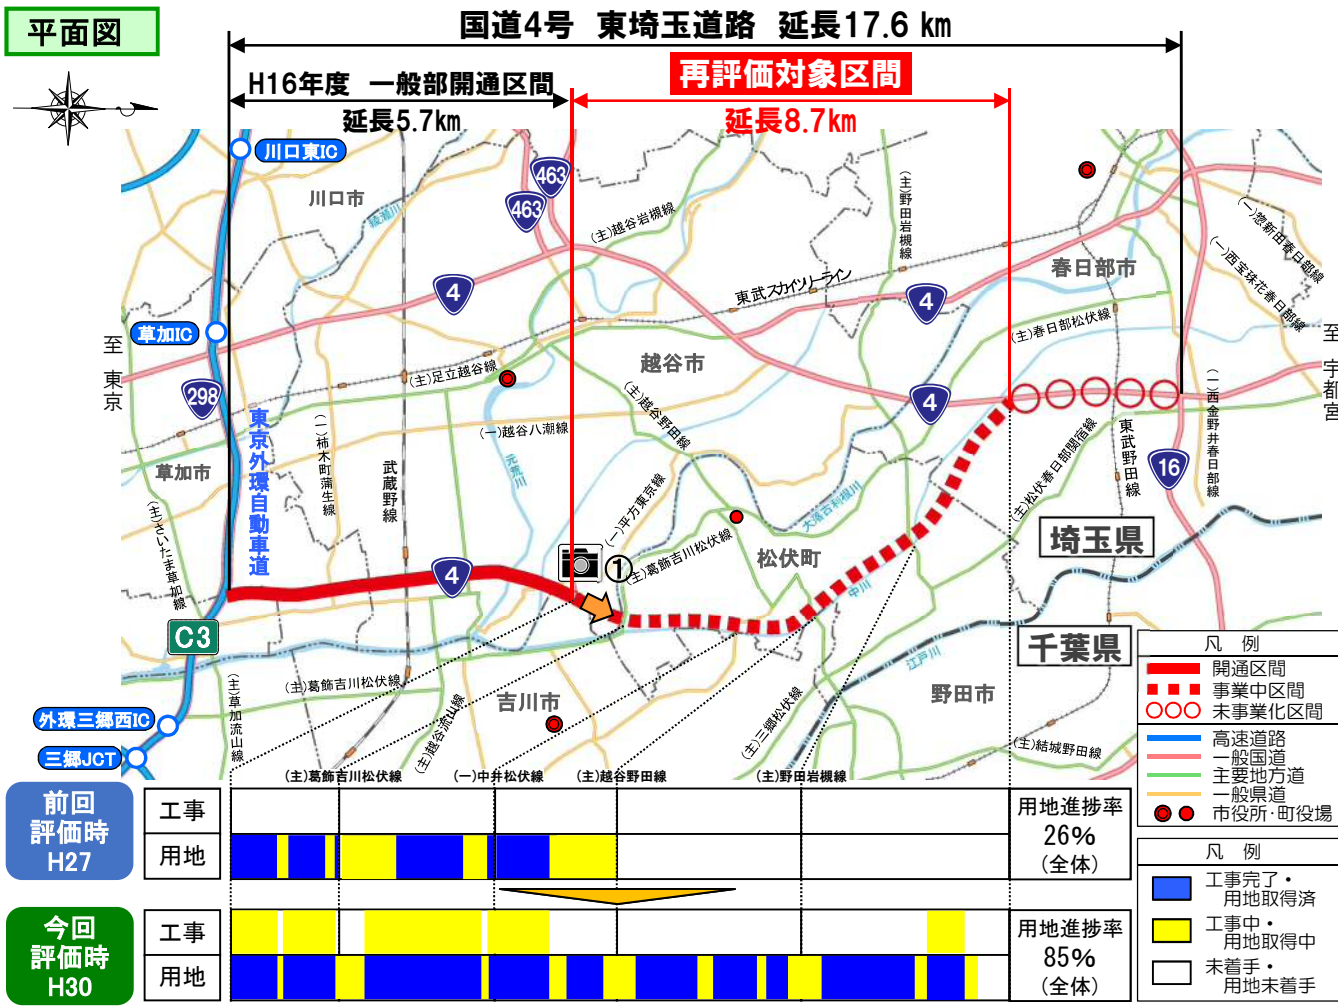 平面図
国道4号 東埼玉道路 延長17.6 km
H16年度 一般部開通区間
延長5.7km
再評価対象区間
延長8.7km
川口東IC
川口市
綾瀬川
463
463
(主)越谷岩槻線
(主)野田岩槻線
(一)惣新田春日部線
(一)西宝珠花春日部線
春日部市
東武スカイツリーライン
4
4
草加IC
至 東京
(主)足立越谷線
越谷市
(主)春日部松伏線
至 宇都宮
298
東京外環自動車道
(一)柿木町蒲生線
武蔵野線
(一)越谷八潮線
元荒川
(主)越谷野田線
4
(一)西金野井春日部線
草加市
(主)さいたま草加線
(一)平方東京線
大落古利根川
(主)松伏春日部関宿線
東武野田線
16
埼玉県
4
①
(主)葛飾吉川松伏線
松伏町
中川
C3
江戸川
千葉県
(主)草加流山線
(主)葛飾吉川松伏線
(主)越谷流山線
吉川市
(主)三郷松伏線
野田市
(主)結城野田線
外環三郷西IC
三郷JCT
凡 例
開通区間
事業中区間
未事業化区間
高速道路
一般国道
主要地方道
一般県道
市役所・町役場
(主)葛飾吉川松伏線
(一)中井松伏線
(主)越谷野田線
(主)野田岩槻線
前回
評価時
H27
工事
用地
用地進捗率
26%
(全体)
今回
評価時
H30
工事
用地
用地進捗率
85%
(全体)
凡 例
工事完了・
用地取得済
工事中・
用地取得中
未着手・
用地未着手